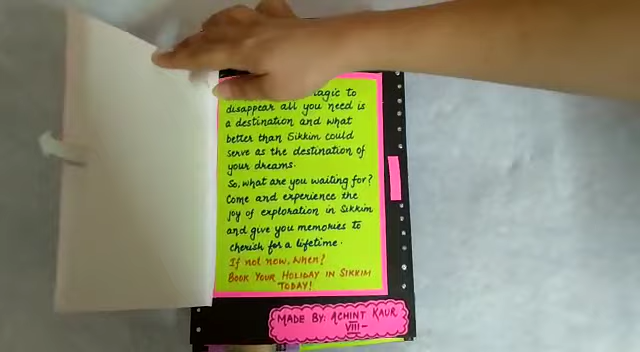 to
disappear all you need is
a destination and what
better than Sikkim could
serve as the destination of
your dreams.
So, what are you waiting for?
Come and experience the
joy of exploration in Sikkim
and give you memories to
cherish for a lifetime.
If not now, when?
BOOK YOUR HOLIDAY IN SIKKIM
TODAY!
MADE BY: ACHINT KAUR
VIII-